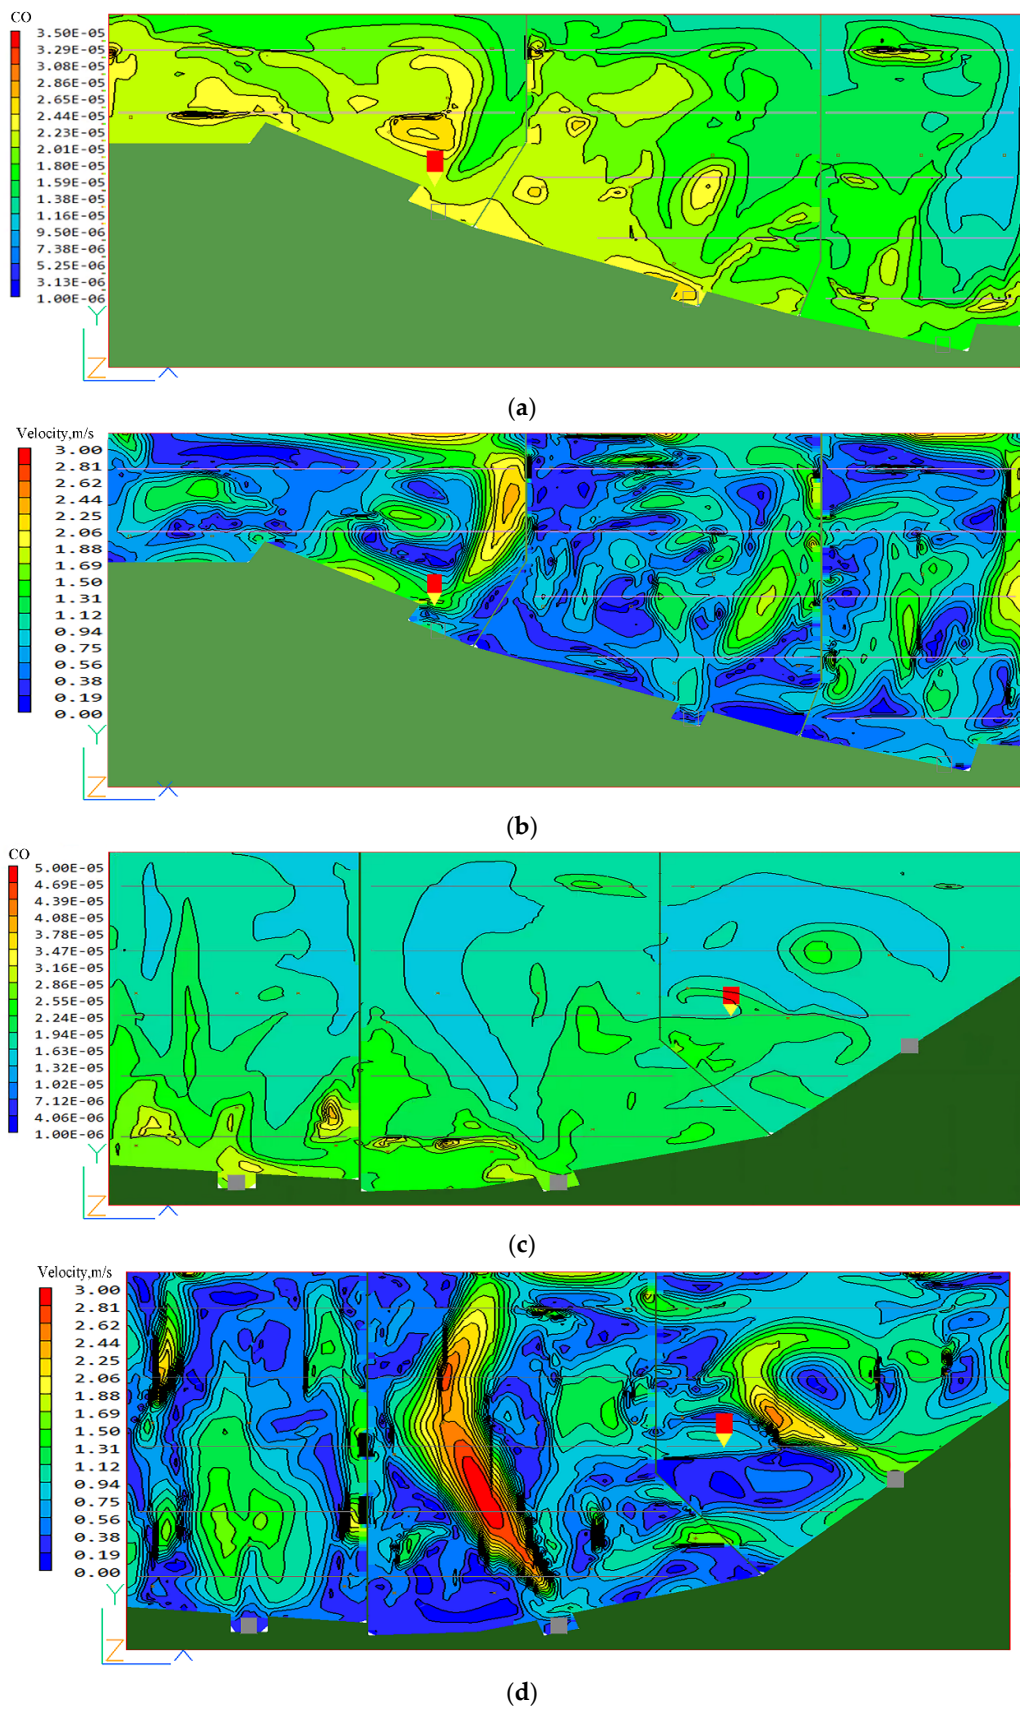 CO
3.50E-05
3.29E-05
3.08E-05
2.86E-05
2.65E-05
2.44E-05
2.23E-05
2.01E-05
1.80E-05
1.59E-05
1.38E-05
1.16E-05
9.50E-06
7.38E-06
5.25E-06
3.13E-06
1.00E-06
Y
Z
X
(a)
Velocity,m/s
3.00
2.81
2.62
2.44
2.25
2.06
1.88
1.69
1.50
1.31
1.12
0.94
0.75
0.56
0.38
0.19
0.00
Y
Z
X
(b)
CO
5.00E-05
4.69E-05
4.39E-05
4.08E-05
3.78E-05
3.47E-05
3.16E-05
2.86E-05
2.55E-05
2.24E-05
1.94E-05
1.63E-05
1.32E-05
1.02E-05
7.12E-06
4.06E-06
1.00E-06
Y
Z
X
(c)
Velocity,m/s
3.00
2.81
2.62
2.44
2.25
2.06
1.88
1.69
1.50
1.31
1.12
0.94
0.75
0.56
0.38
0.19
0.00
Y
Z
X
(d)